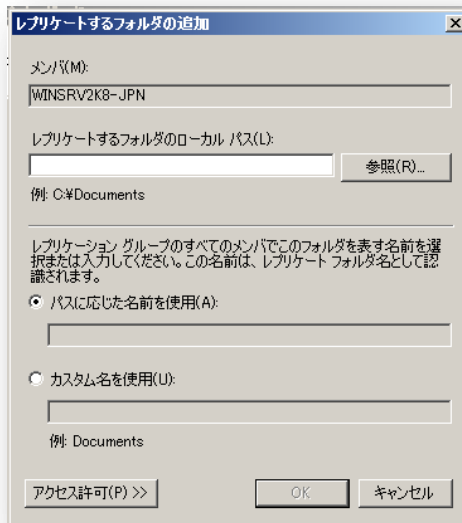 レプリケートするフォルダの追加
メンバ(M):
WINSRV2K8-JPN
レプリケートするフォルダのローカル パス(L):
参照(R)...
例: C:¥Documents
レプリケーション グループのすべてのメンバでこのフォルダを表す名前を選
択または入力してください。この名前は、レプリケート フォルダ名として認
識されます。
パスに応じた名前を使用(A):
カスタム名を使用(U):
例: Documents
アクセス許可(P) >>
OK
キャンセル